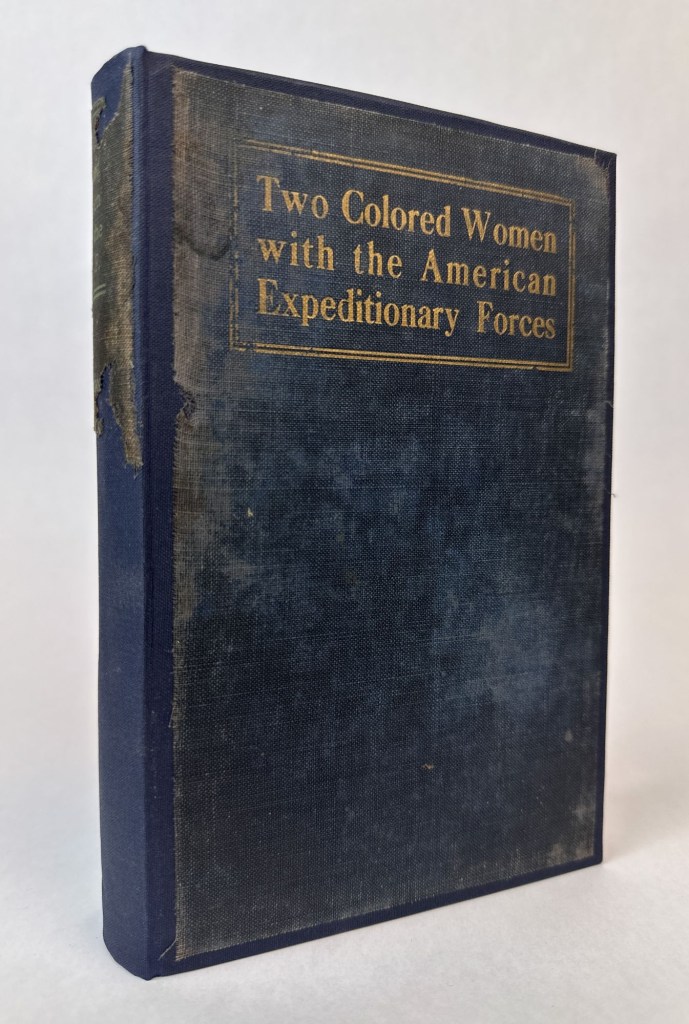 Two Colored Women
with the American
Expeditionary Forces